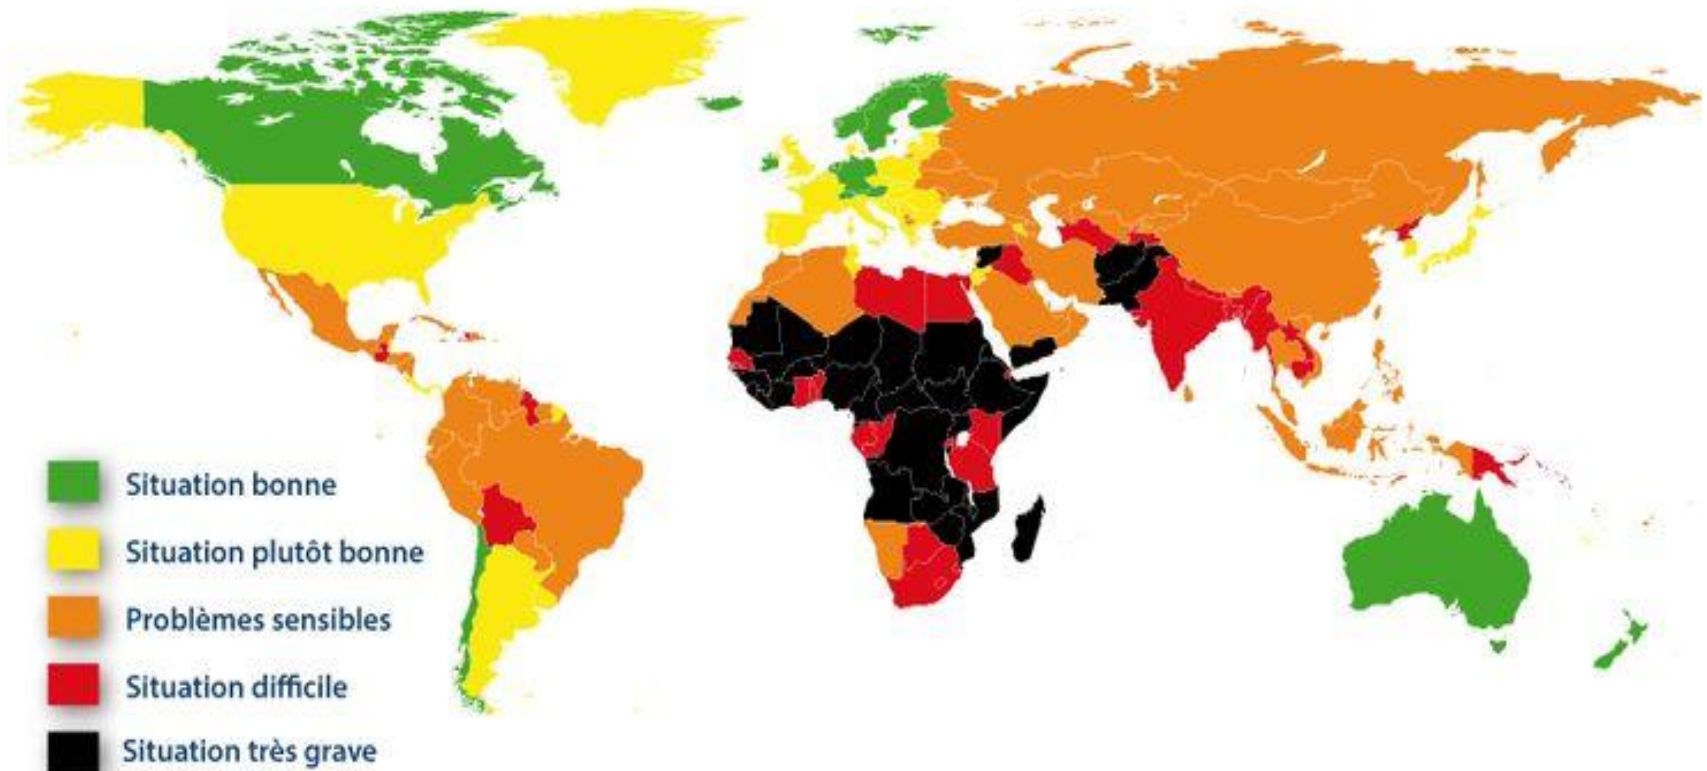 Situation bonne
Situation plutôt bonne
Problèmes sensibles
Situation difficile
Situation très grave